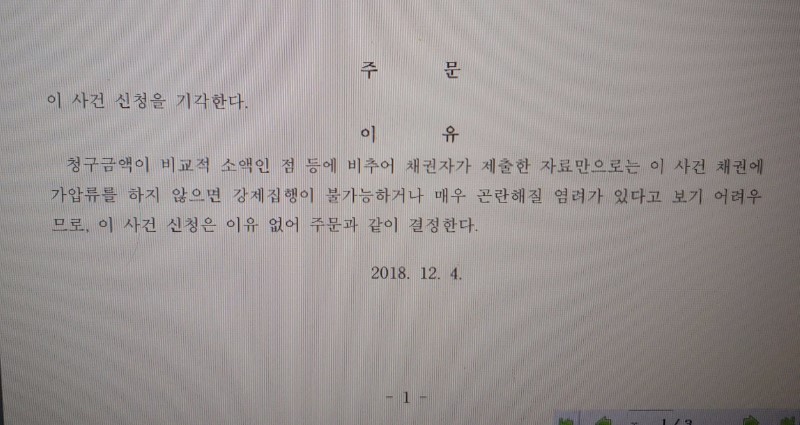 주 문
이 사건 신청을 기각한다.
이 유
청구금액이 비교적 소액인 점 등에 비추어 채권자가 제출한 자료만으로는 이 사건 채권에
가압류를 하지 않으면 강제집행이 불가능하거나 매우 곤란해질 염려가 있다고 보기 어려우
므로, 이 사건 신청은 이유 없어 주문과 같이 결정한다.
2018. 12. 4.
- 1 -
1 / 3